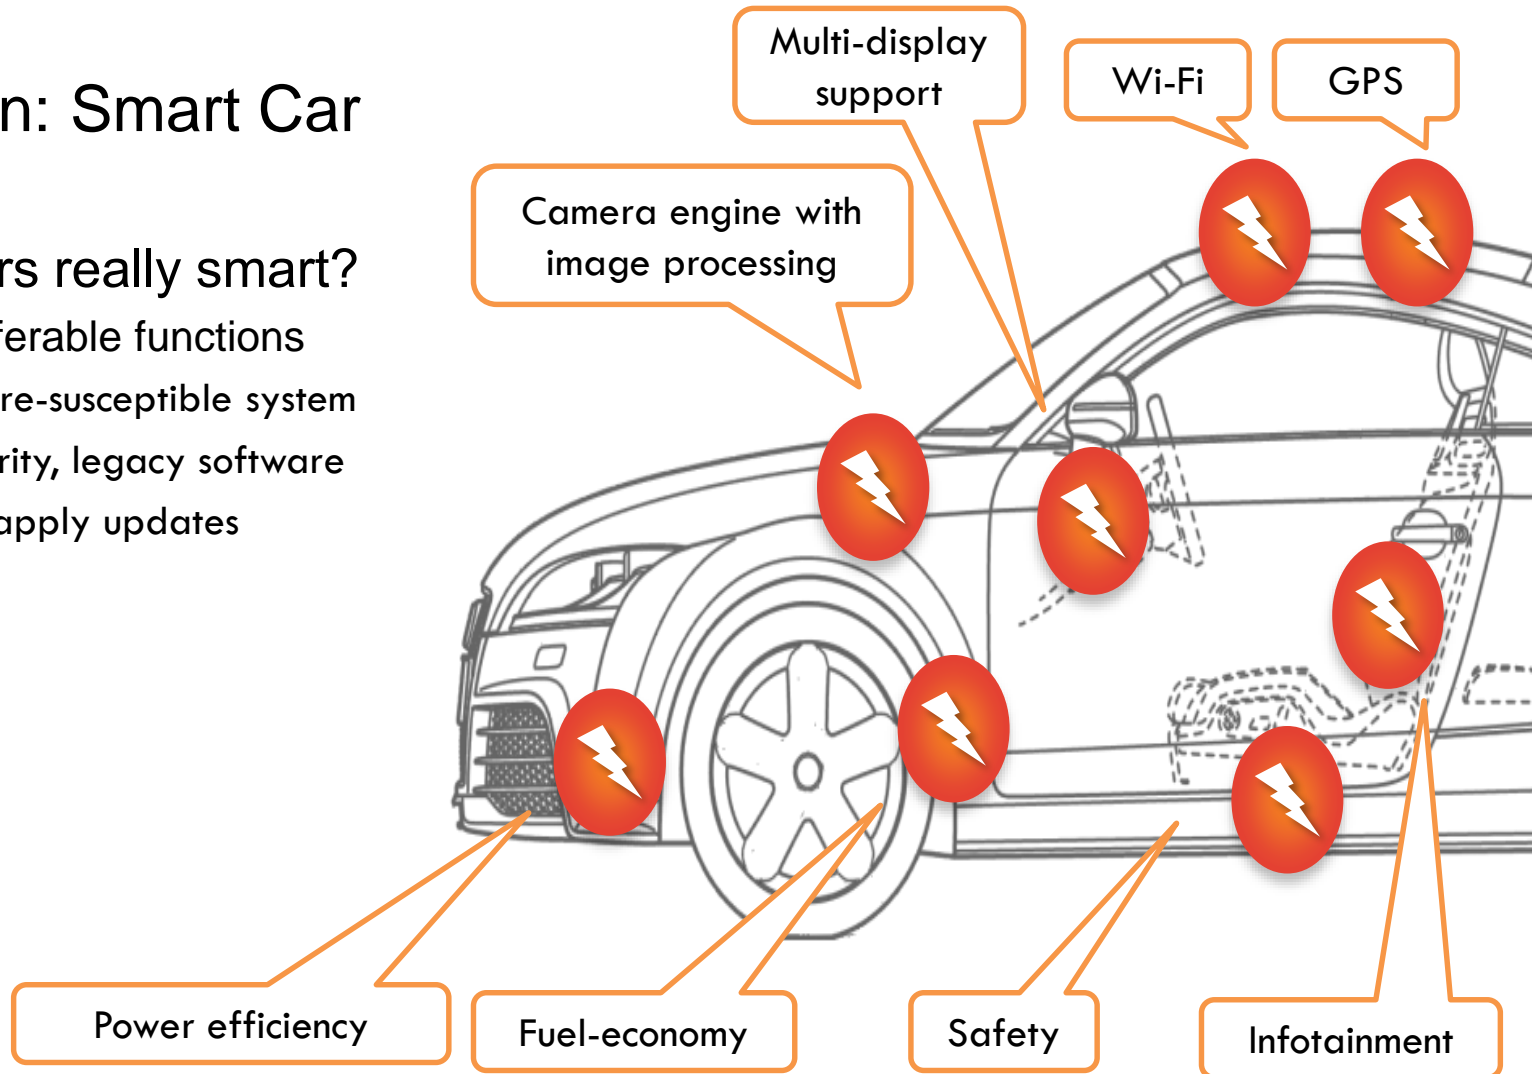 n: Smart Car
rs really smart?
ferable functions
re-susceptible system
rity, legacy software
apply updates
Multi-display
support
Wi-Fi
GPS
Camera engine with
image processing
Power efficiency
Fuel-economy
Safety
Infotainment